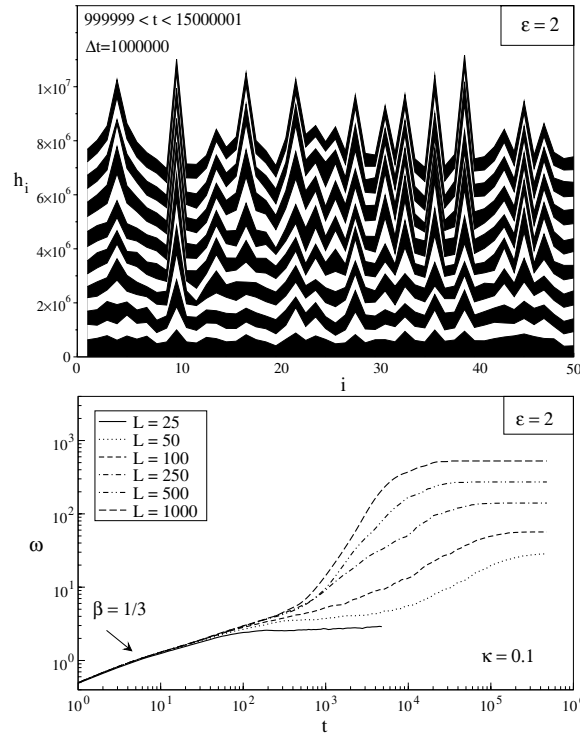 999999 < t < 15000001
ε = 2
Δt=1000000
1×10⁷
8×10⁶
6×10⁶
4×10⁶
2×10⁶
0
hᵢ
0 10 20 30 40 50
i
L = 25
L = 50
L = 100
L = 250
L = 500
L = 1000
ε = 2
10³
10²
10¹
10⁰
ω
β = 1/3
κ = 0.1
10⁰ 10¹ 10² 10³ 10⁴ 10⁵ 10⁶
t